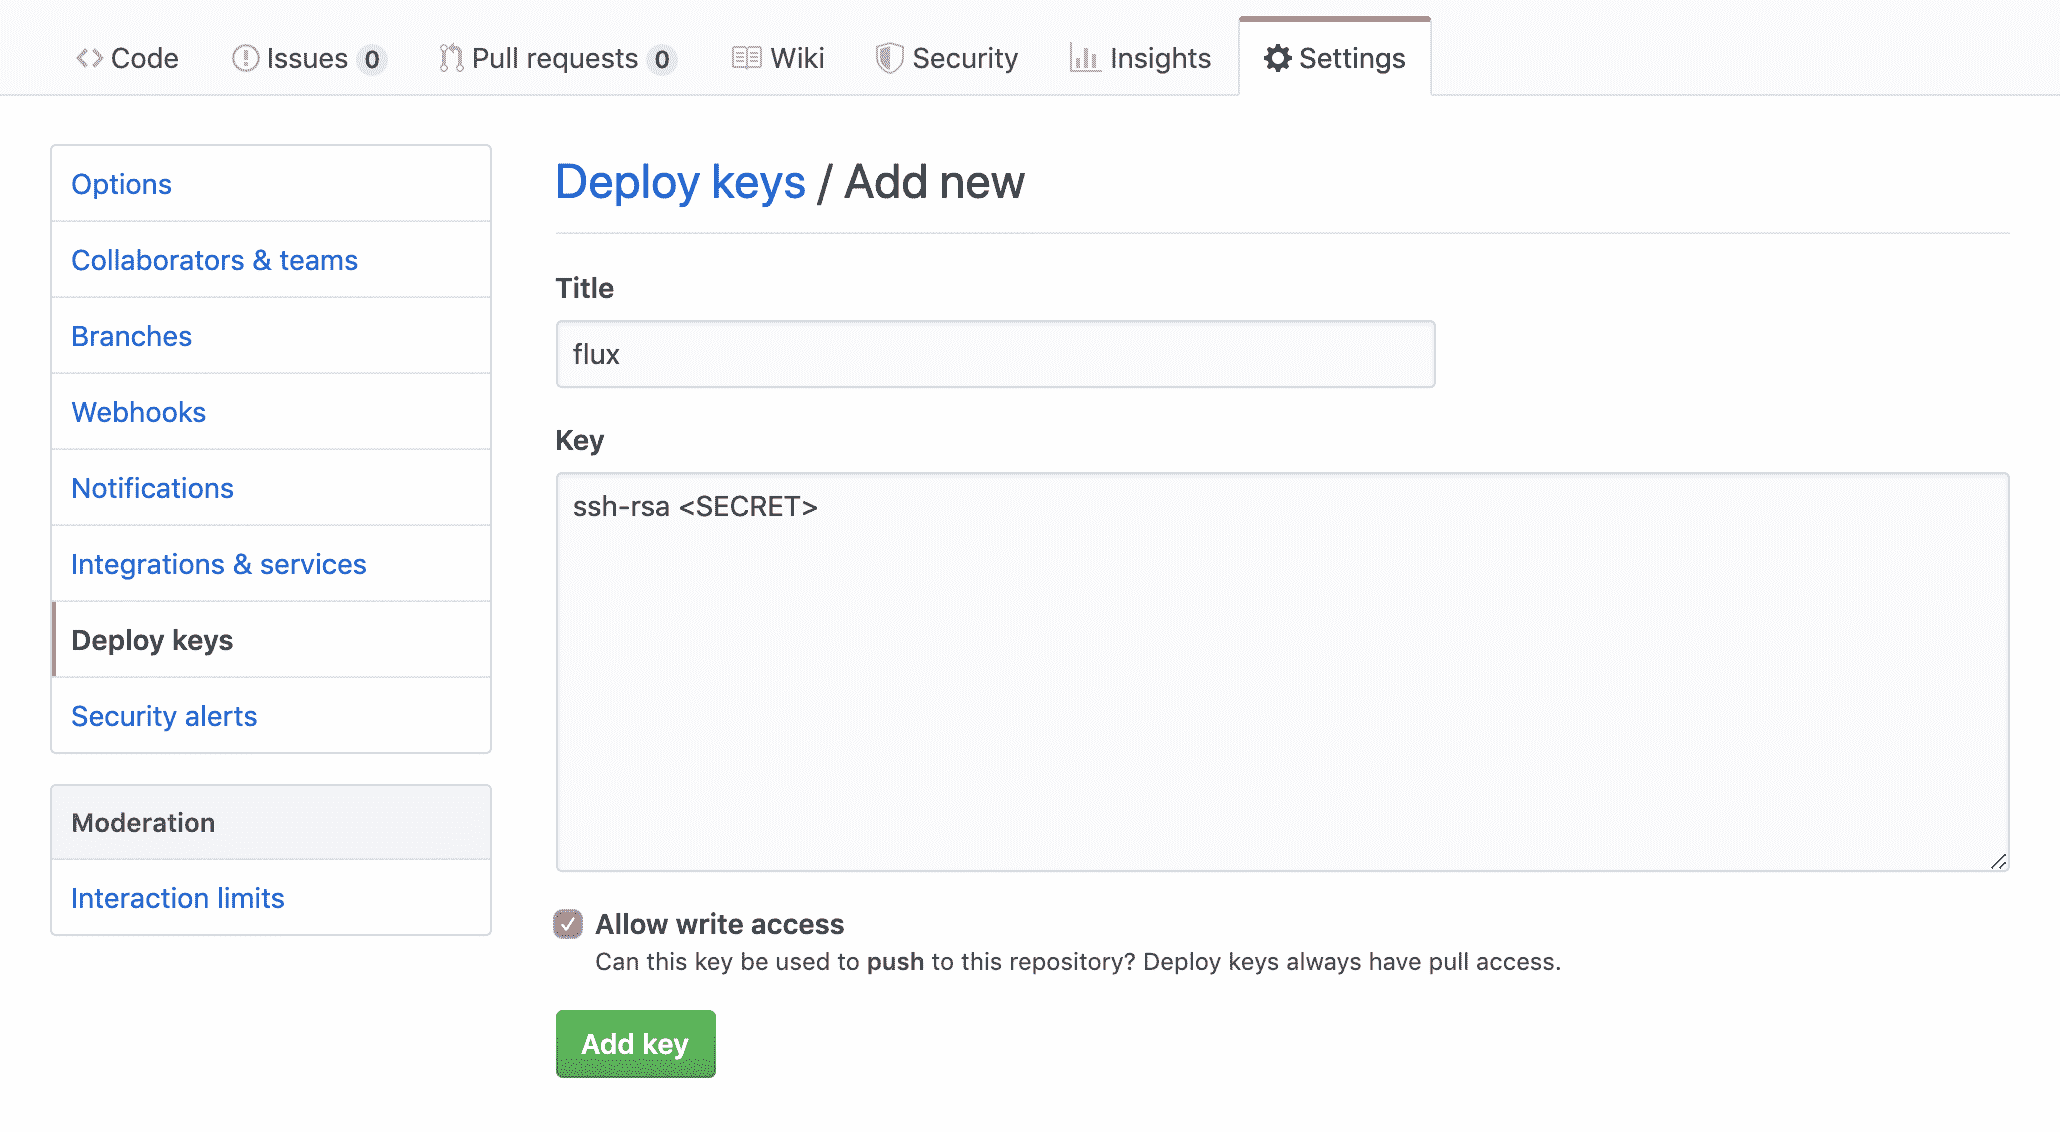 Code Issues 0 Pull requests 0 Wiki Security Insights Settings
Options
Collaborators & teams
Branches
Webhooks
Notifications
Integrations & services
Deploy keys
Security alerts
Moderation
Interaction limits
Deploy keys / Add new
Title
flux
Key
ssh-rsa <SECRET>
Allow write access
Can this key be used to push to this repository? Deploy keys always have pull access.
Add key